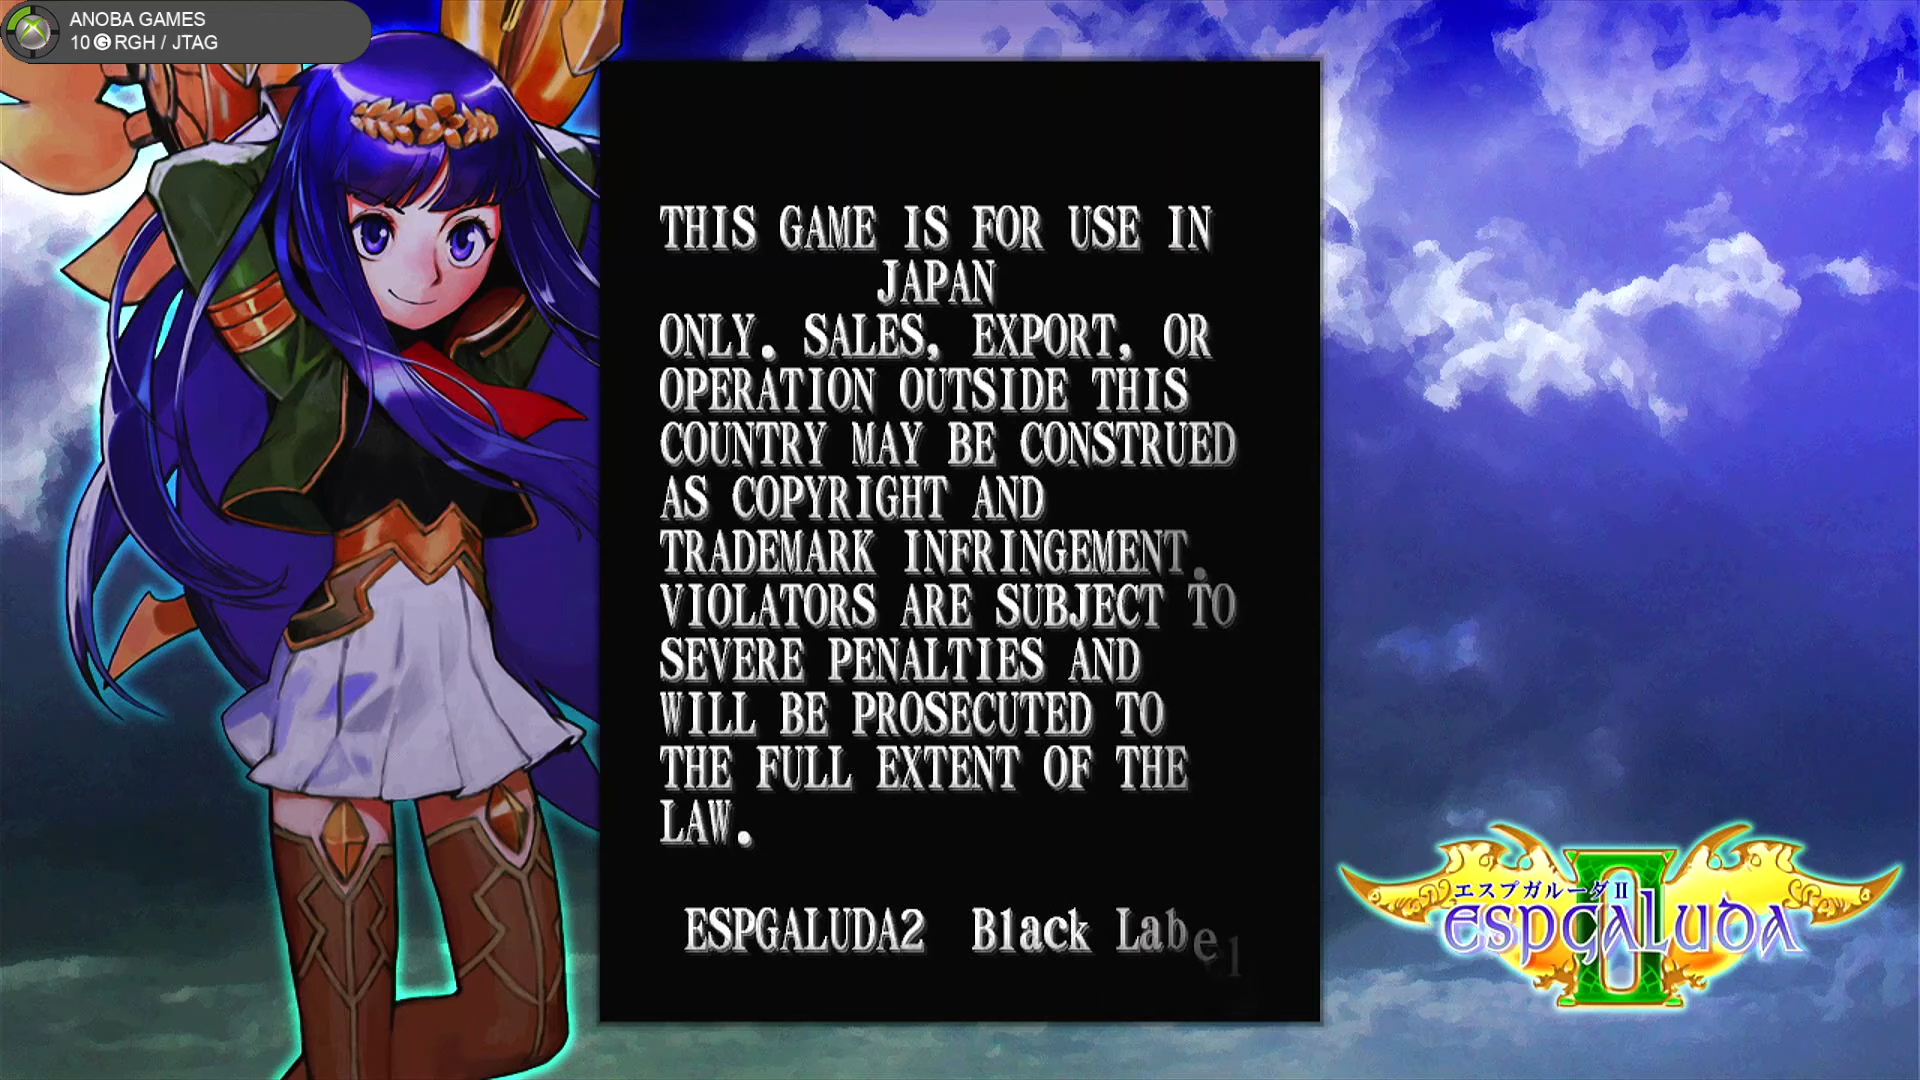 ANOBA GAMES
10 G RGH / JTAG
THIS GAME IS FOR USE IN
JAPAN
ONLY. SALES, EXPORT, OR
OPERATION OUTSIDE THIS
COUNTRY MAY BE CONSTRUED
AS COPYRIGHT AND
TRADEMARK INFRINGEMENT.
VIOLATORS ARE SUBJECT TO
SEVERE PENALTIES AND
WILL BE PROSECUTED TO
THE FULL EXTENT OF THE
LAW.
ESPGALUDA2 Black Label
エスプガルーダⅡ
ESPGALUDA
II